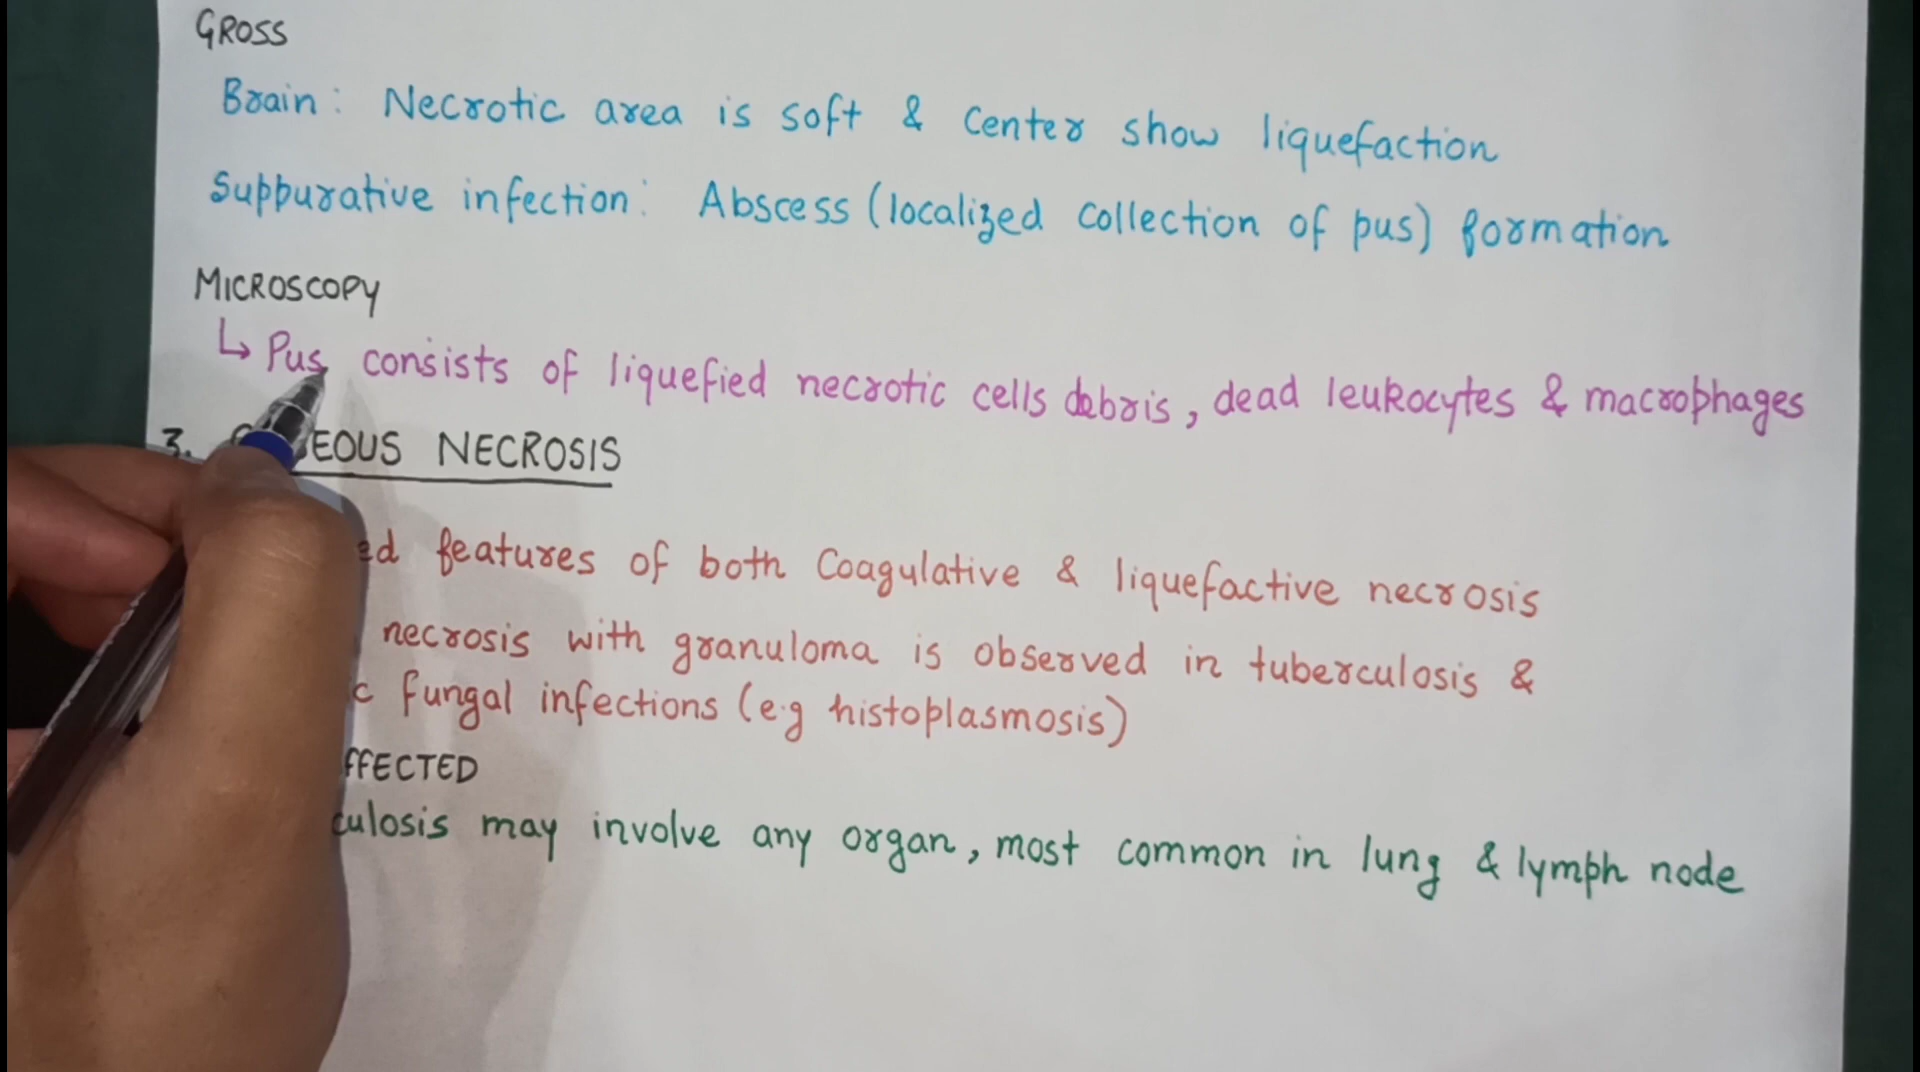 GROSS
Brain: Necrotic area is soft & Center show liquefaction
Suppurative infection: Abscess (localized collection of pus) formation
MICROSCOPY
↳ Pus consists of liquefied necrotic cells debris, dead leukocytes & macrophages
3. EOUS NECROSIS
ed features of both Coagulative & liquefactive necrosis
necrosis with granuloma is observed in tuberculosis &
c fungal infections (e.g histoplasmosis)
FFECTED
culosis may involve any organ, most common in lung & lymph node